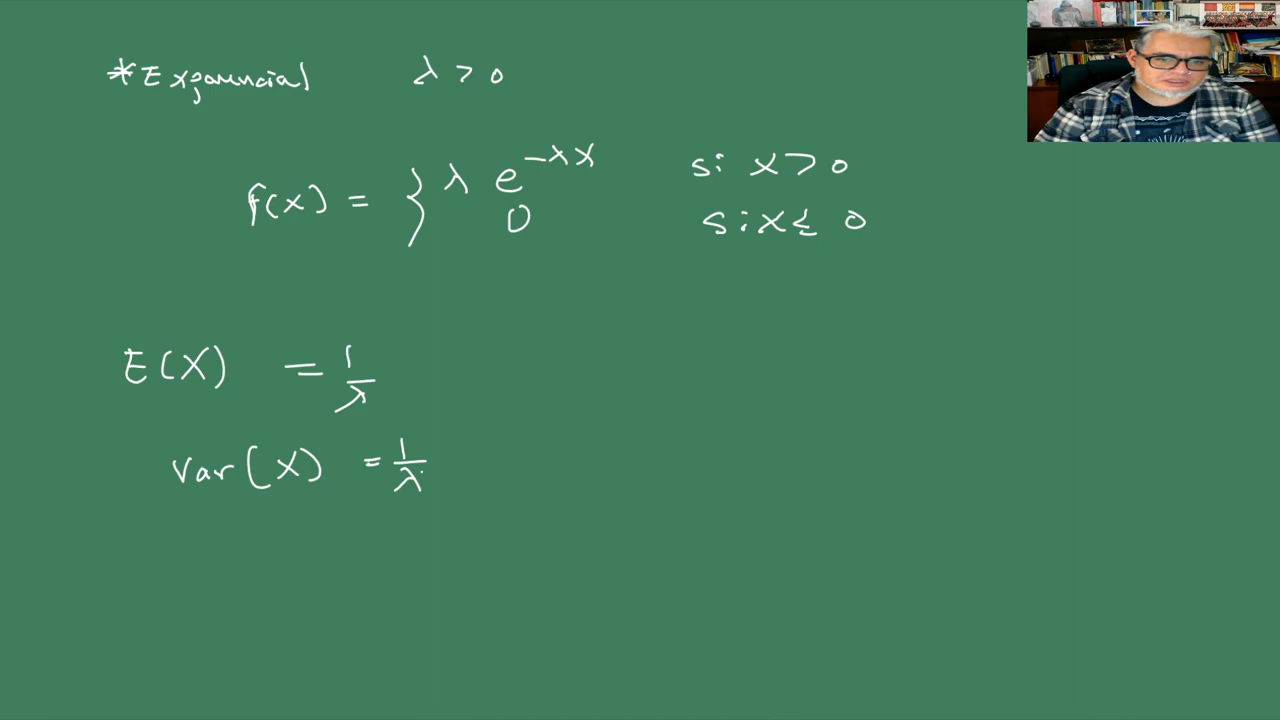 *Exponencial λ > 0
f(x) = } λ e^{-λx} si x > 0
0 si x ≤ 0
E(X) = 1/λ
Var(X) = 1/λ